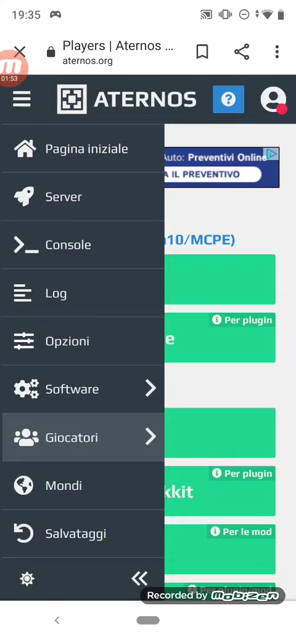 19:35
Players | Aternos ...
aternos.org
01:53
ATERNOS
?
Pagina iniziale
Auto: Preventivi Online
A IL PREVENTIVO
Server
Console
10/MCPE)
Log
Per plugin
Opzioni
e
Software
Giocatori
Per plugin
Mondi
kkit
Salvataggi
Per le mod
Recorded by mobizen